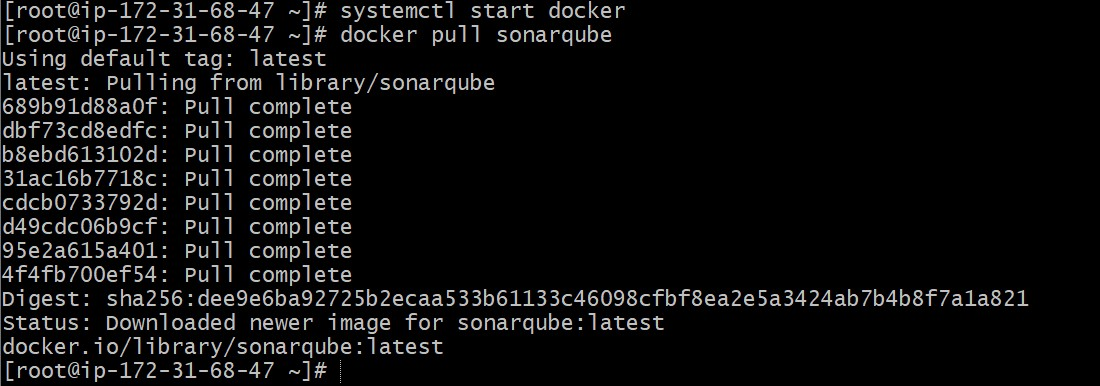 [root@ip-172-31-68-47 ~]# systemctl start docker
[root@ip-172-31-68-47 ~]# docker pull sonarqube
Using default tag: latest
latest: Pulling from library/sonarqube
689b91d88a0f: Pull complete
dbf73cd8edfc: Pull complete
b8ebd613102d: Pull complete
31ac16b7718c: Pull complete
cdcb0733792d: Pull complete
d49cdc06b9cf: Pull complete
95e2a615a401: Pull complete
4f4fb700ef54: Pull complete
Digest: sha256:dee9e6ba92725b2ecaa533b61133c46098cfbf8ea2e5a3424ab7b4b8f7a1a821
Status: Downloaded newer image for sonarqube:latest
docker.io/library/sonarqube:latest
[root@ip-172-31-68-47 ~]#